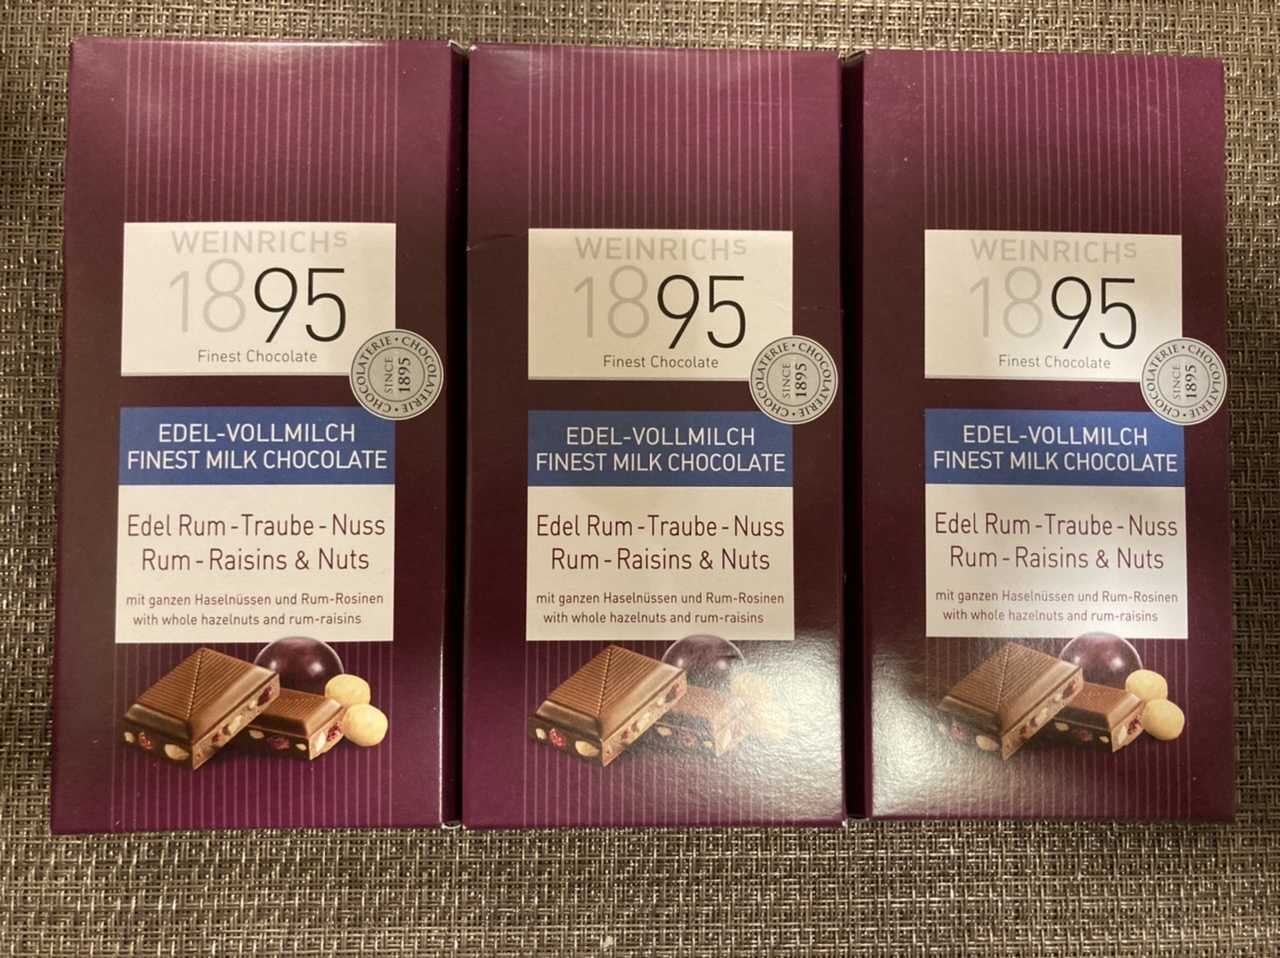 WEINRICHS
1895
Finest Chocolate
CHOCOLATERIE · CHOCOLATERIE ·
SINCE
1895
EDEL-VOLLMILCH
FINEST MILK CHOCOLATE
Edel Rum - Traube - Nuss
Rum - Raisins & Nuts
mit ganzen Haselnüssen und Rum-Rosinen
with whole hazelnuts and rum-raisins
WEINRICHS
1895
Finest Chocolate
CHOCOLATERIE · CHOCOLATERIE ·
SINCE
1895
EDEL-VOLLMILCH
FINEST MILK CHOCOLATE
Edel Rum - Traube - Nuss
Rum - Raisins & Nuts
mit ganzen Haselnüssen und Rum-Rosinen
with whole hazelnuts and rum-raisins
WEINRICHS
1895
Finest Chocolate
CHOCOLATERIE · CHOCOLATERIE ·
SINCE
1895
EDEL-VOLLMILCH
FINEST MILK CHOCOLATE
Edel Rum - Traube - Nuss
Rum - Raisins & Nuts
mit ganzen Haselnüssen und Rum-Rosinen
with whole hazelnuts and rum-raisins